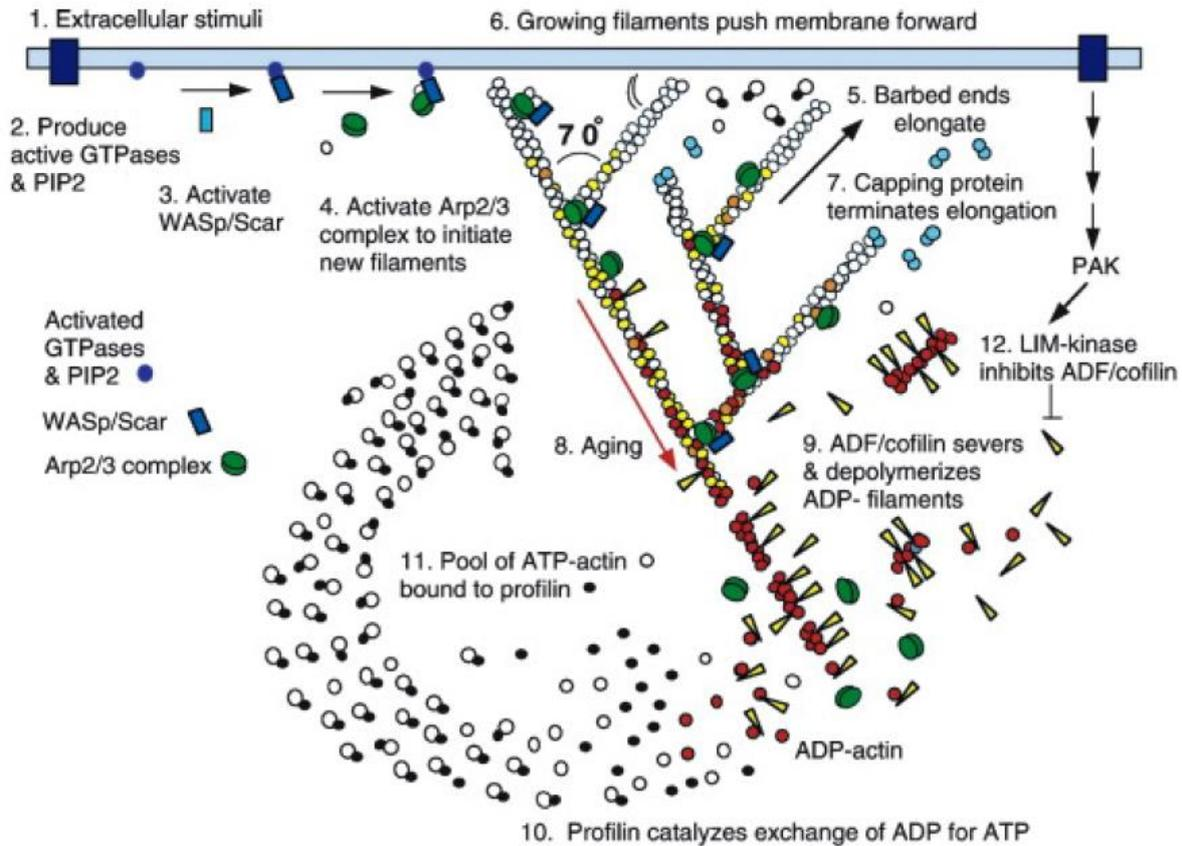 1. Extracellular stimuli
6. Growing filaments push membrane forward
2. Produce
active GTPases
& PIP2
3. Activate
WASp/Scar
4. Activate Arp2/3
complex to initiate
new filaments
70°
5. Barbed ends
elongate
7. Capping protein
terminates elongation
PAK
12. LIM-kinase
inhibits ADF/cofilin
Activated
GTPases
& PIP2
WASp/Scar
Arp2/3 complex
8. Aging
9. ADF/cofilin severs
& depolymerizes
ADP- filaments
11. Pool of ATP-actin
bound to profilin
ADP-actin
10. Profilin catalyzes exchange of ADP for ATP